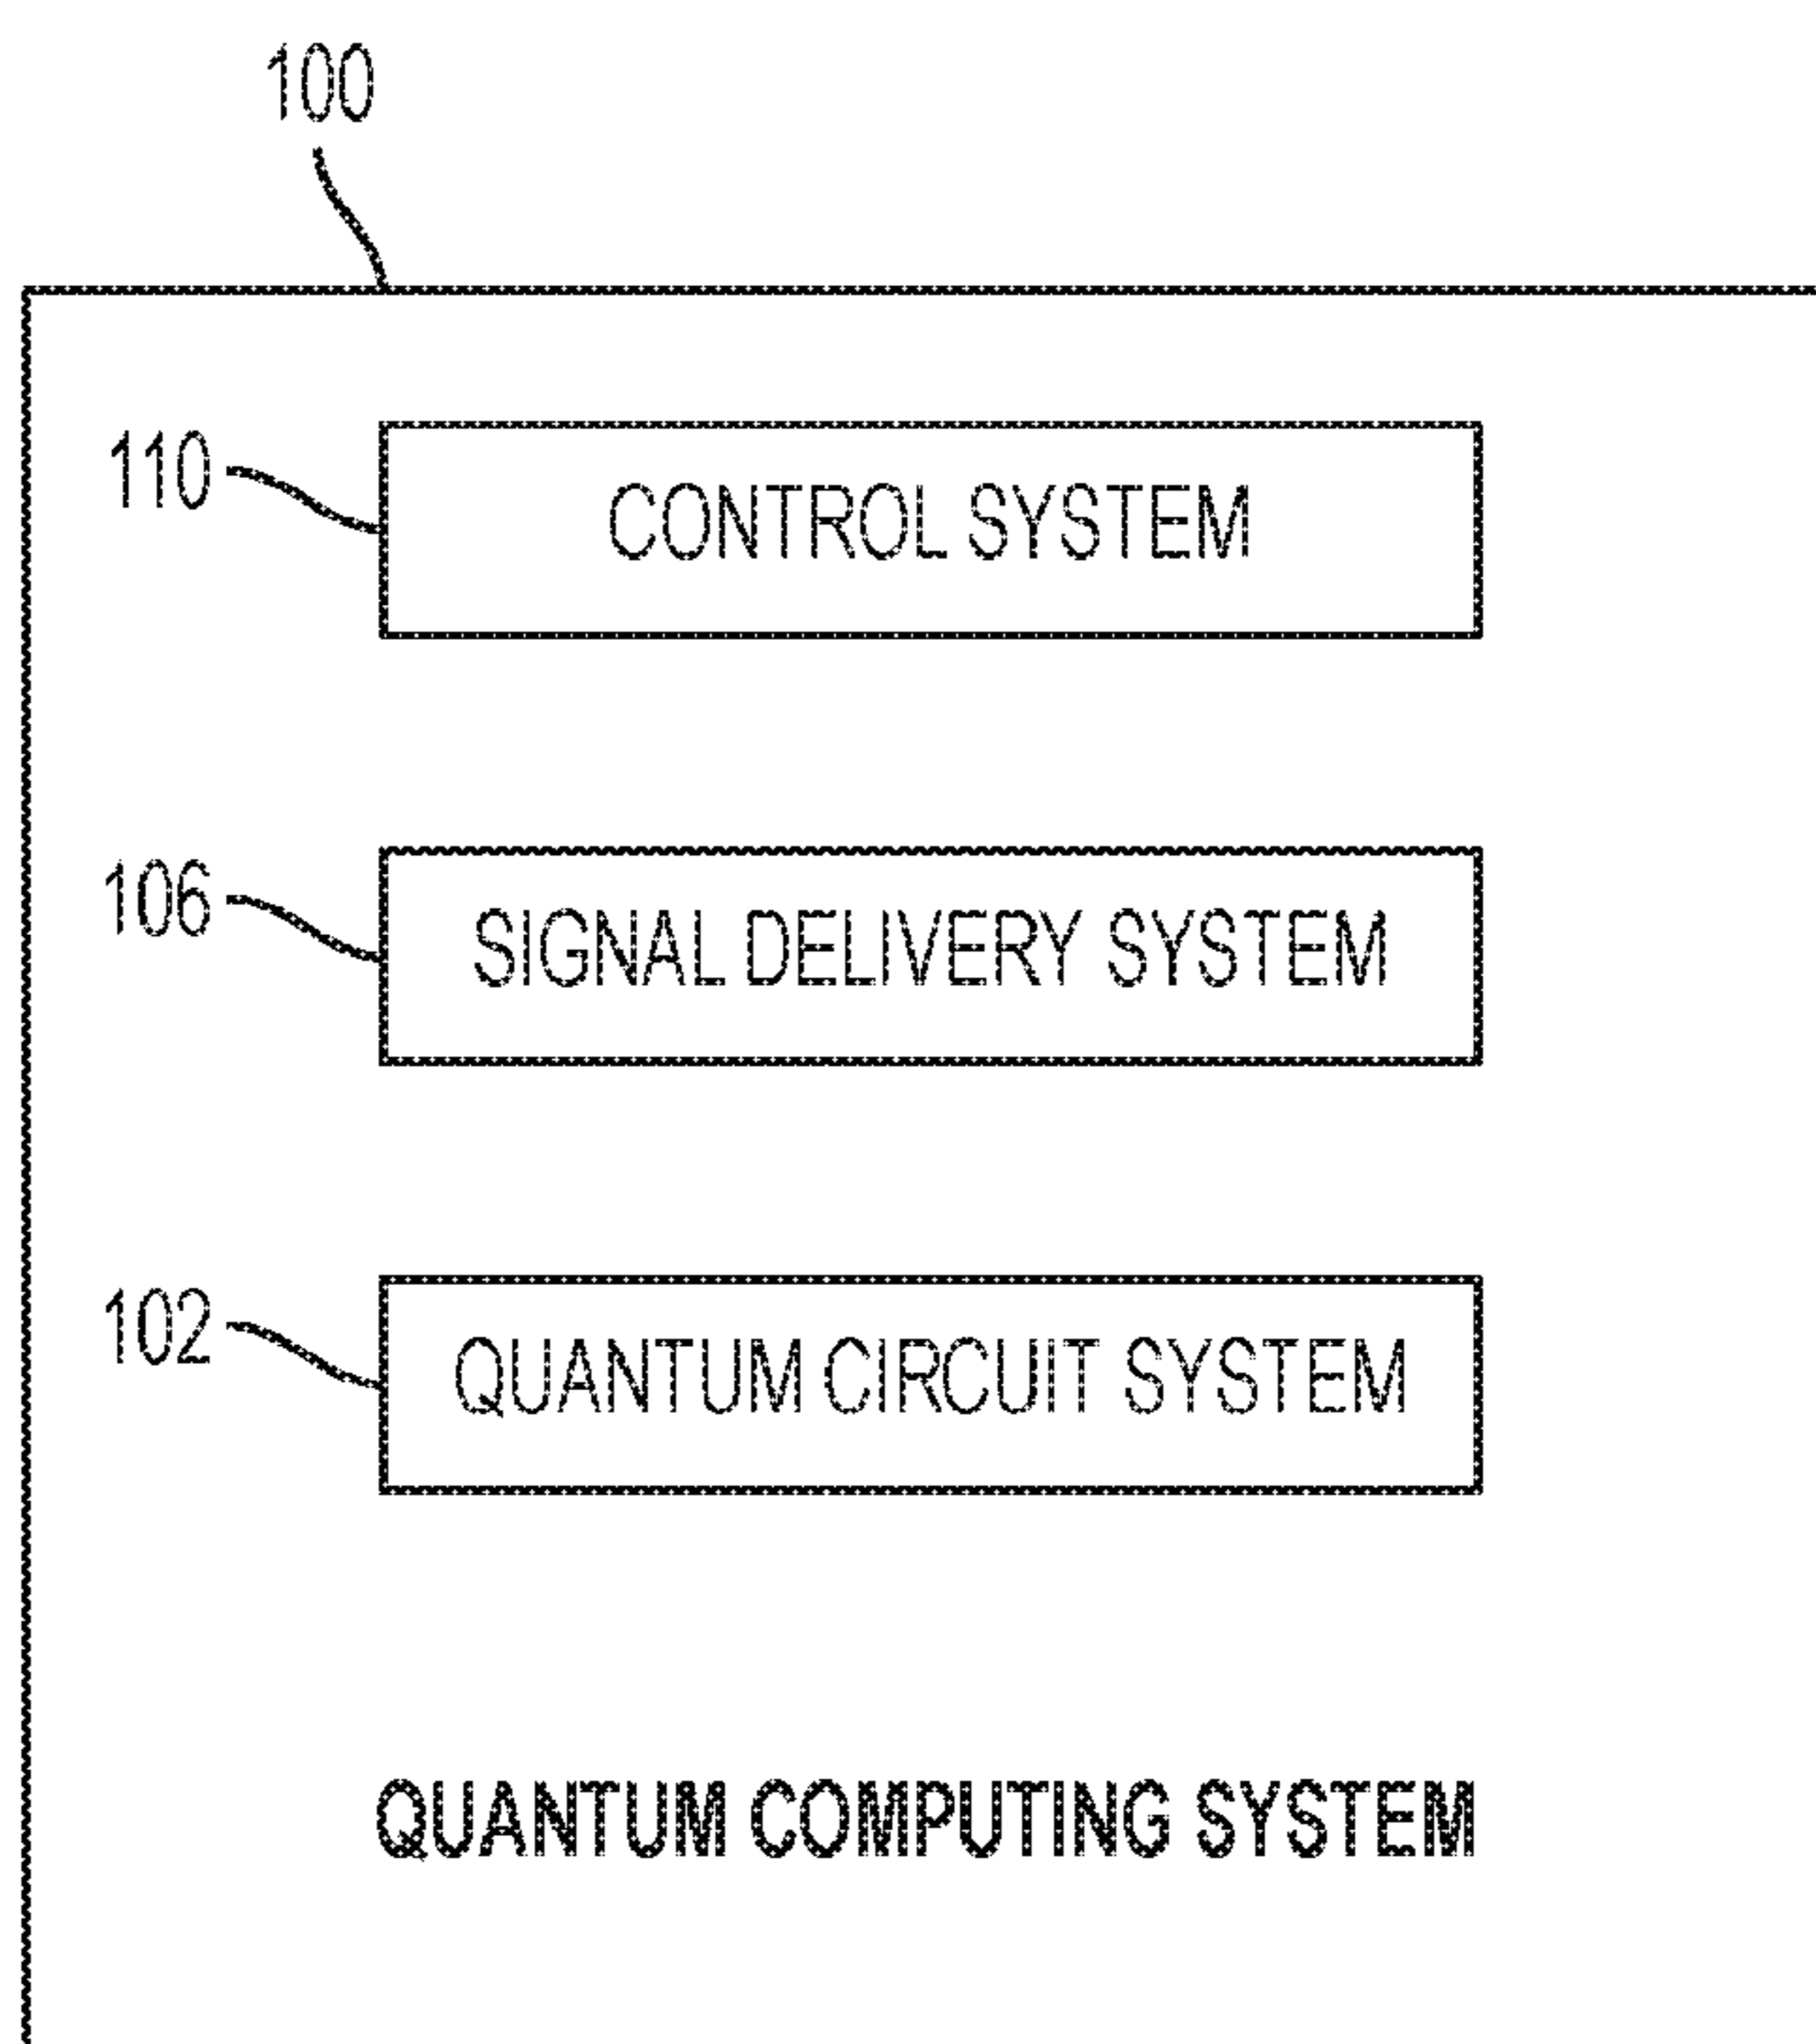 100
110
CONTROL SYSTEM
106
SIGNAL DELIVERY SYSTEM
102
QUANTUM CIRCUIT SYSTEM
QUANTUM COMPUTING SYSTEM